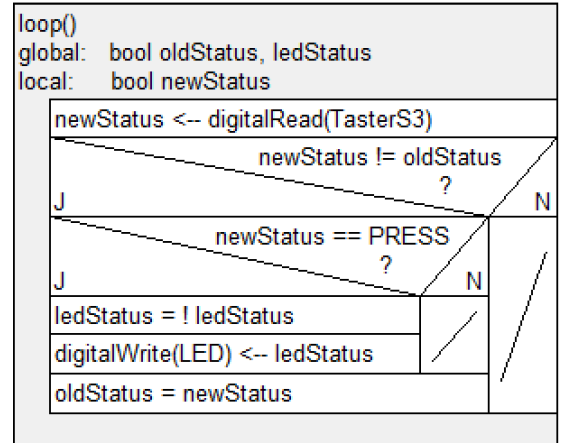 loop()
global: bool oldStatus, ledStatus
local: bool newStatus
newStatus <-- digitalRead(TasterS3)
newStatus != oldStatus
?
J
N
newStatus == PRESS
?
J
N
ledStatus = ! ledStatus
digitalWrite(LED) <-- ledStatus
oldStatus = newStatus